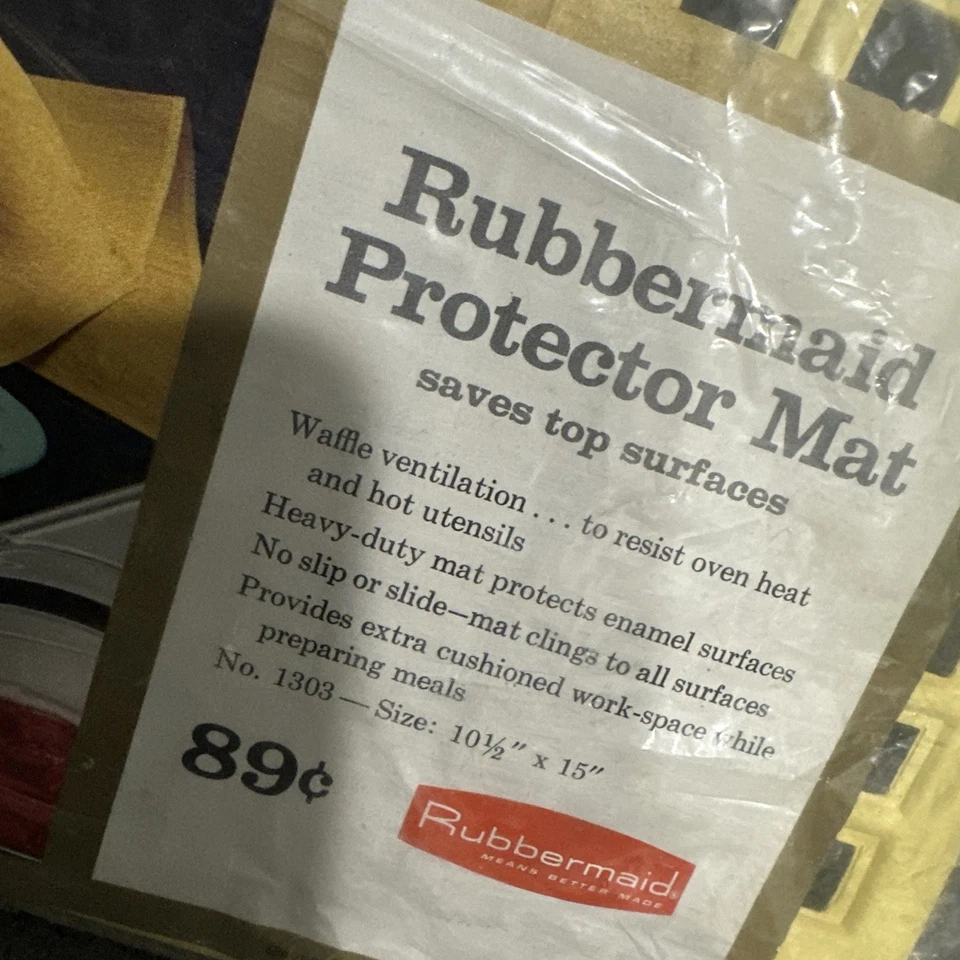 Rubbermaid
Protector Mat
saves top surfaces
Waffle ventilation . . . to resist oven heat
and hot utensils
Heavy-duty mat protects enamel surfaces
No slip or slide—mat clings to all surfaces
Provides extra cushioned work-space while
preparing meals
No. 1303 — Size: 10½″ x 15″
89¢
Rubbermaid®
MEANS BETTER MADE